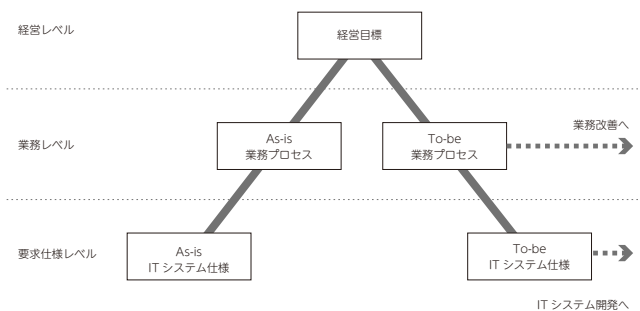 経営レベル
経営目標
業務改善へ
業務レベル
As-is
業務プロセス
To-be
業務プロセス
要求仕様レベル
As-is
IT システム仕様
To-be
IT システム仕様
IT システム開発へ